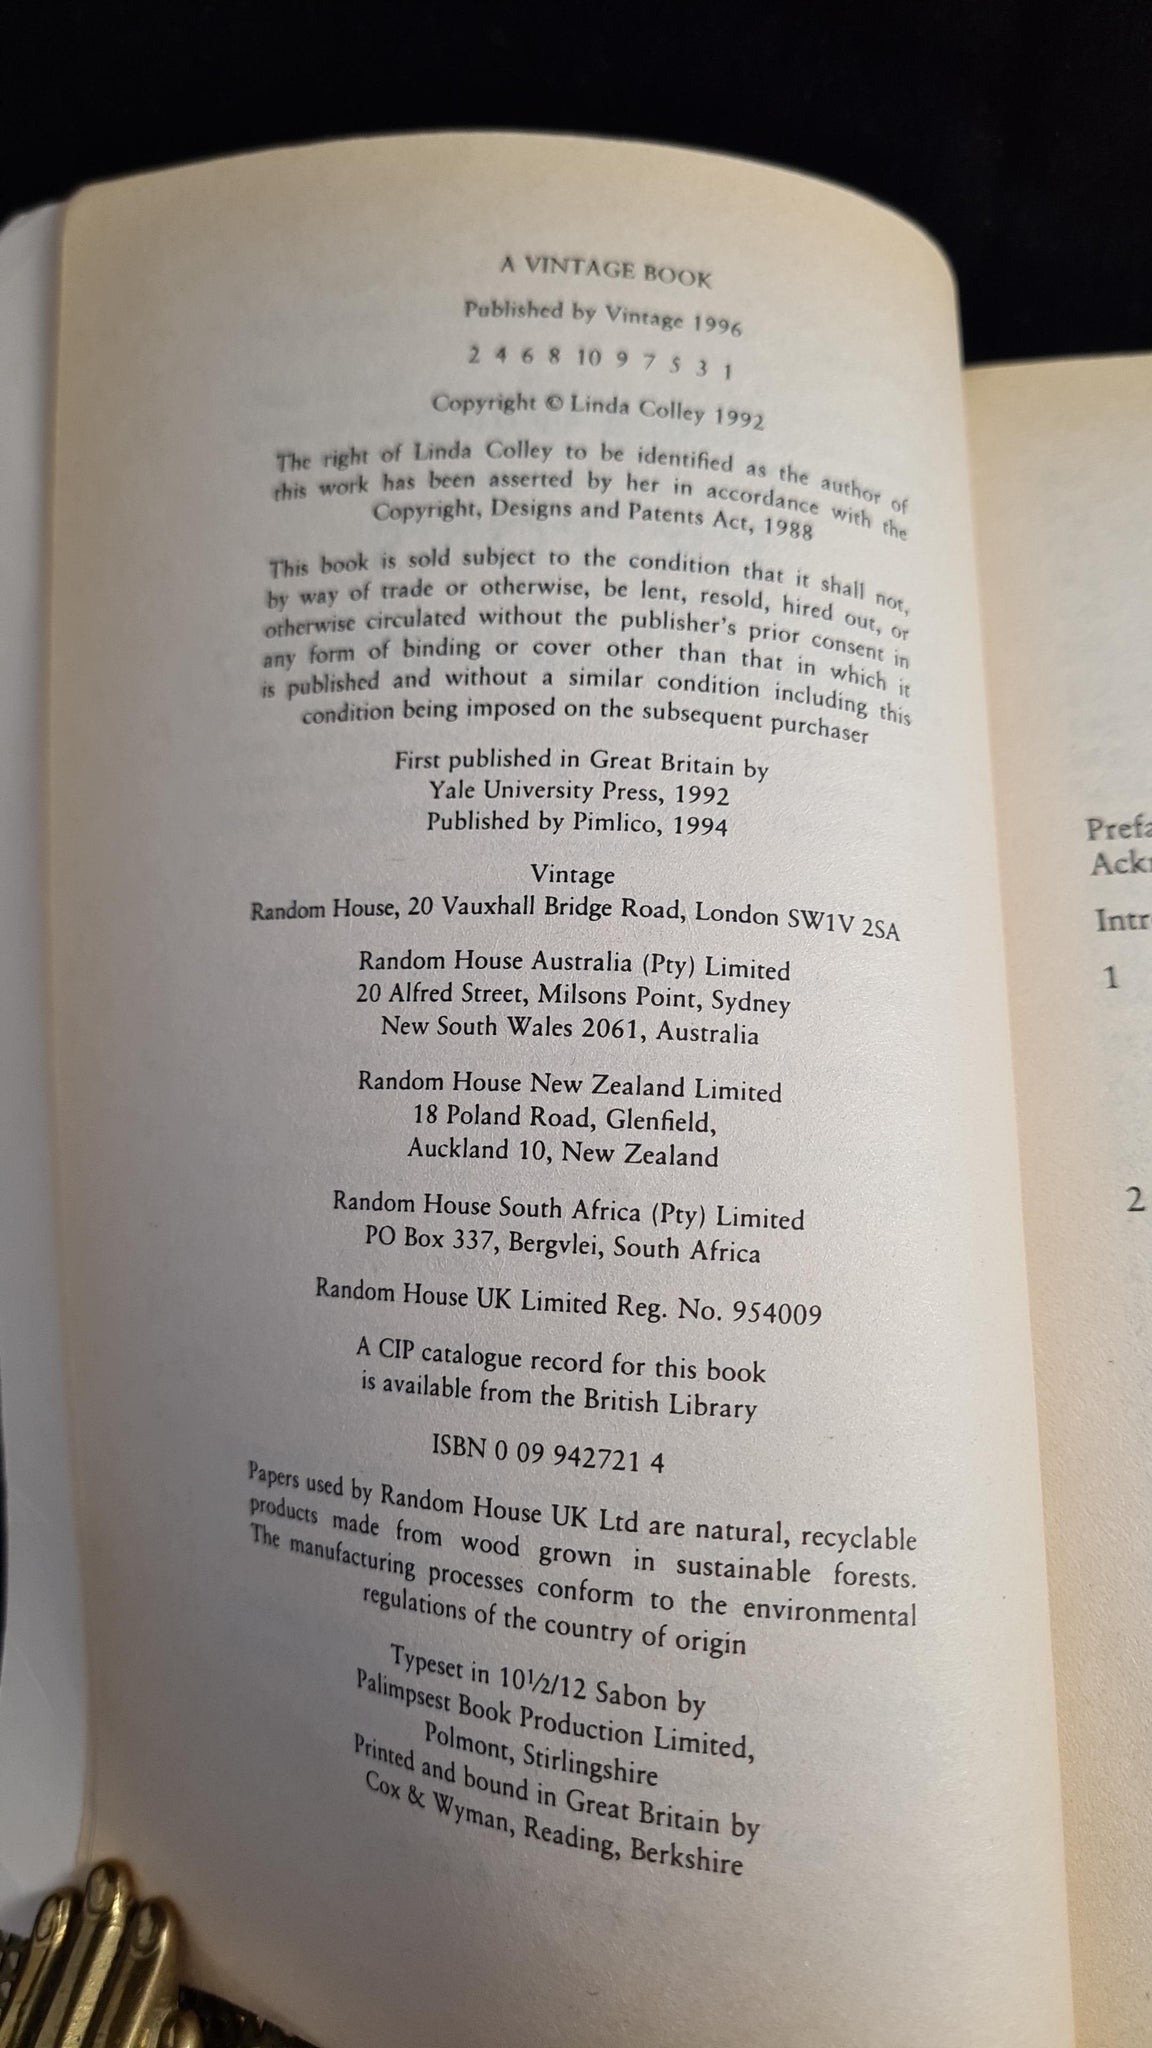 A VINTAGE BOOK
Published by Vintage 1996
2 4 6 8 10 9 7 5 3 1
Copyright © Linda Colley 1992
The right of Linda Colley to be identified as the author of
this work has been asserted by her in accordance with the
Copyright, Designs and Patents Act, 1988
This book is sold subject to the condition that it shall not,
by way of trade or otherwise, be lent, resold, hired out, or
otherwise circulated without the publisher's prior consent in
any form of binding or cover other than that in which it
is published and without a similar condition including this
condition being imposed on the subsequent purchaser
First published in Great Britain by
Yale University Press, 1992
Published by Pimlico, 1994
Vintage
Random House, 20 Vauxhall Bridge Road, London SW1V 2SA
Random House Australia (Pty) Limited
20 Alfred Street, Milsons Point, Sydney
New South Wales 2061, Australia
Random House New Zealand Limited
18 Poland Road, Glenfield,
Auckland 10, New Zealand
Random House South Africa (Pty) Limited
PO Box 337, Bergvlei, South Africa
Random House UK Limited Reg. No. 954009
A CIP catalogue record for this book
is available from the British Library
ISBN 0 09 942721 4
Papers used by Random House UK Ltd are natural, recyclable
products made from wood grown in sustainable forests.
The manufacturing processes conform to the environmental
regulations of the country of origin
Typeset in 10½/12 Sabon by
Palimpsest Book Production Limited,
Polmont, Stirlingshire
Printed and bound in Great Britain by
Cox & Wyman, Reading, Berkshire
1
2